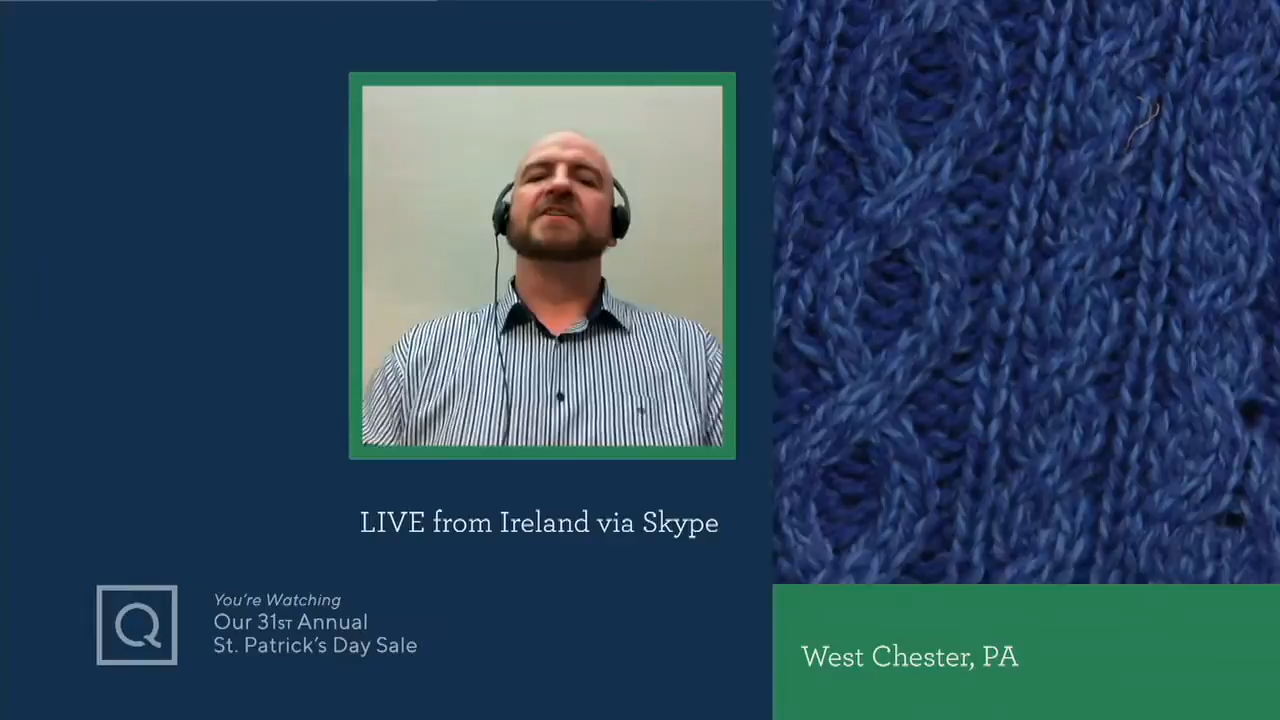 LIVE from Ireland via Skype
Q
You're Watching
Our 31ST Annual
St. Patrick's Day Sale
West Chester, PA